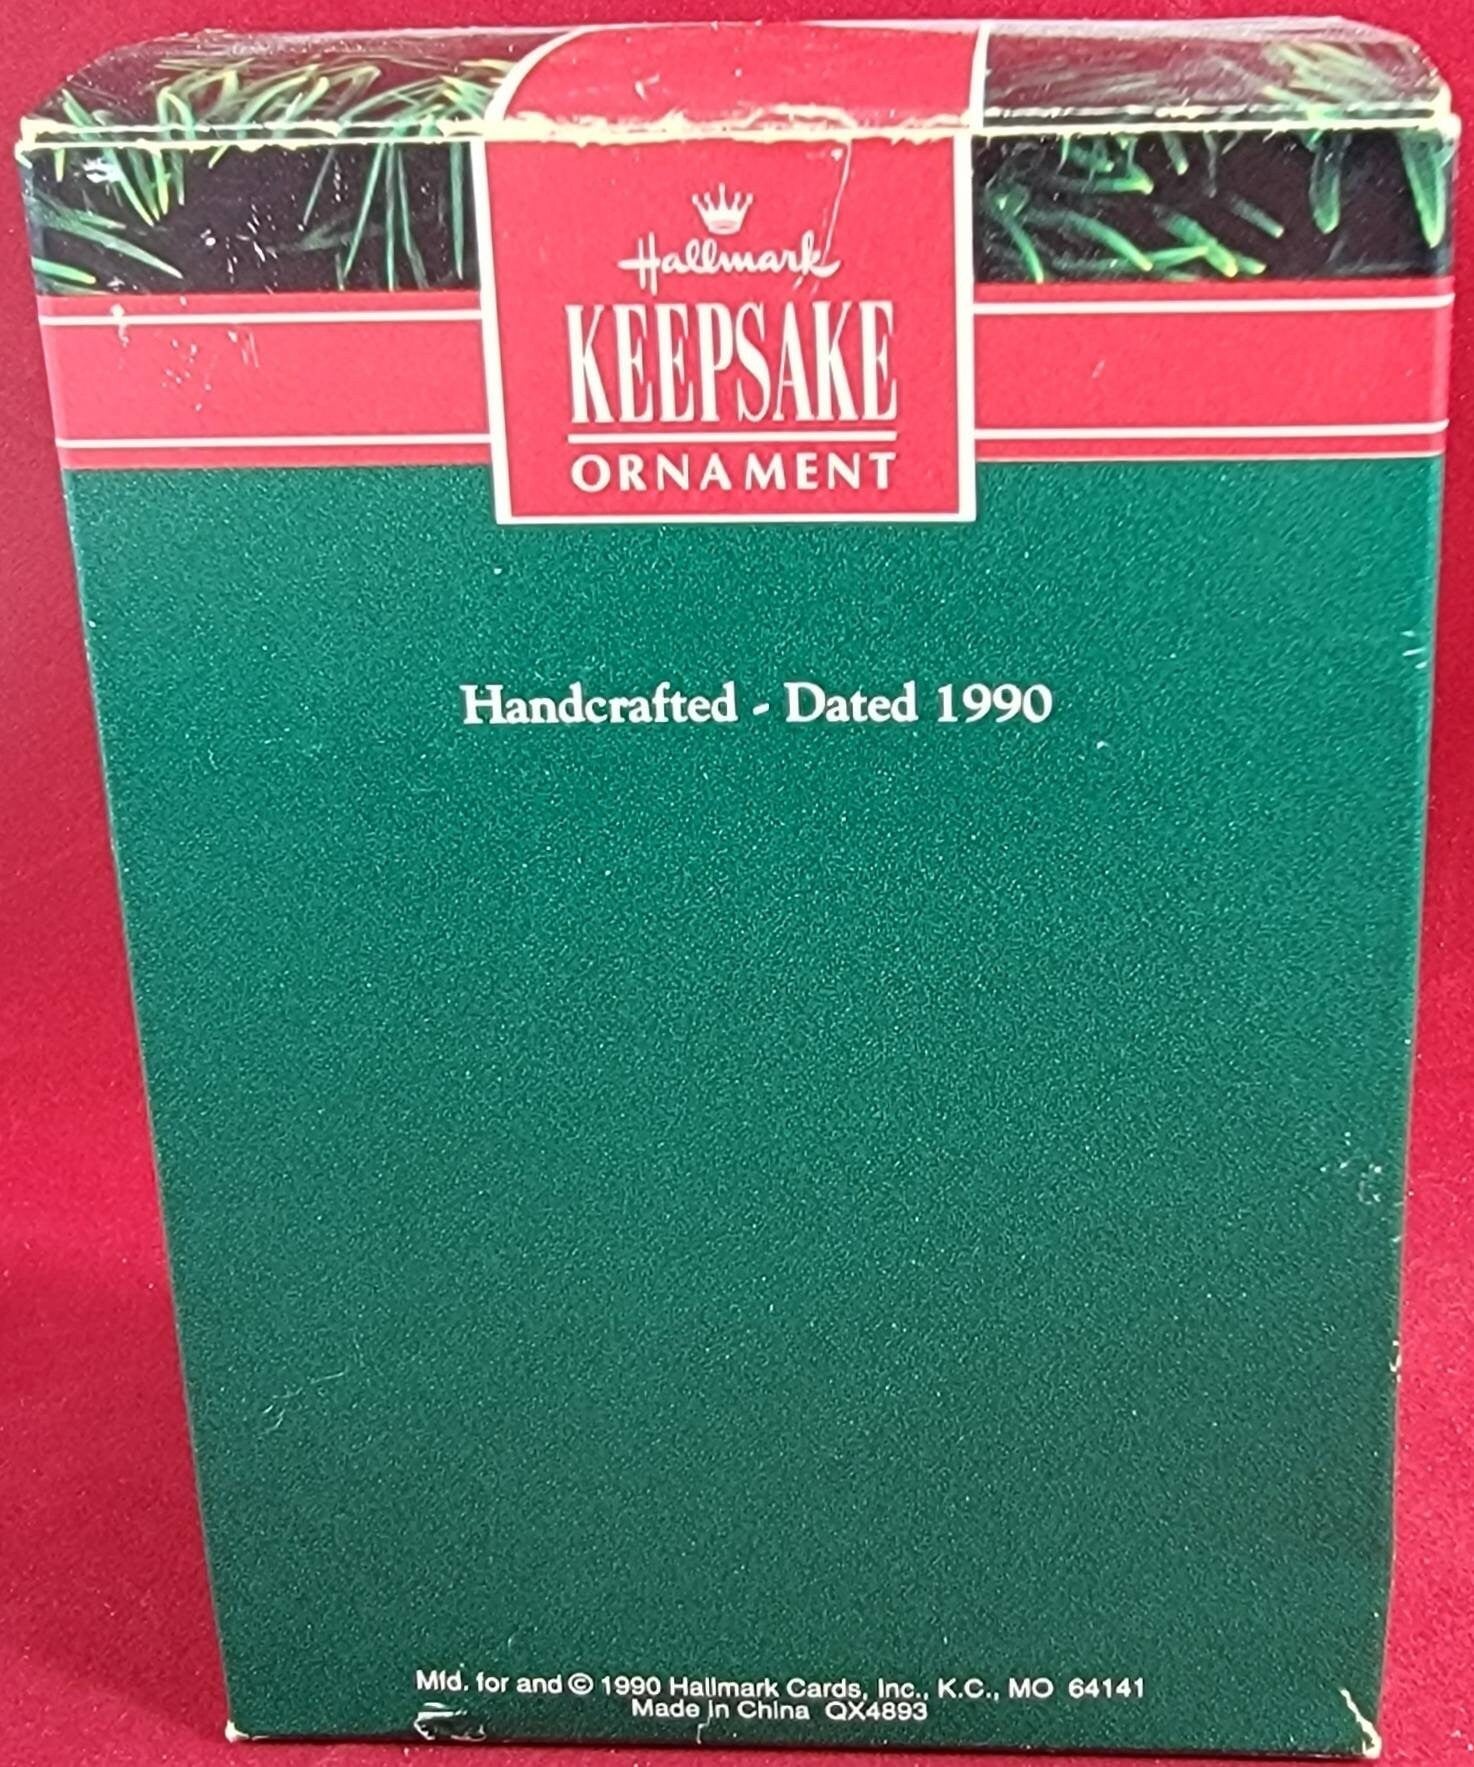 Hallmark
KEEPSAKE
ORNAMENT
Handcrafted - Dated 1990
Mfd. for and © 1990 Hallmark Cards, Inc., K.C., MO 64141
Made in China QX4893